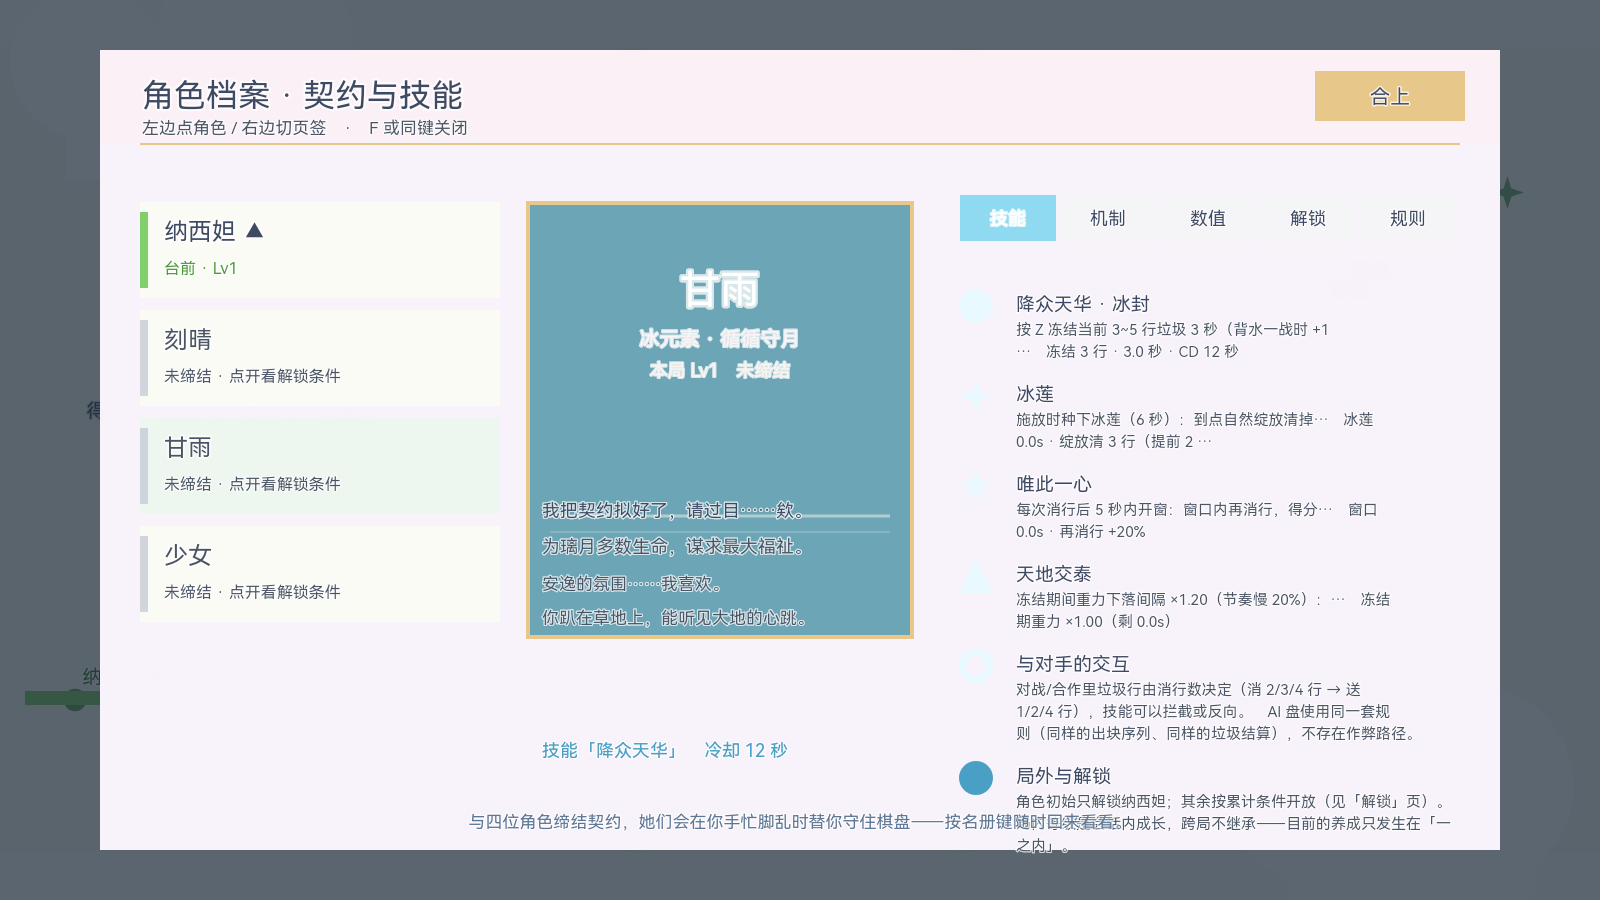 角色档案 · 契约与技能
左边点角色 / 右边切页签 · F 或同键关闭
合上
纳西妲 ▲
台前 · Lv1
刻晴
未缔结 · 点开看解锁条件
甘雨
未缔结 · 点开看解锁条件
少女
未缔结 · 点开看解锁条件
得
纳
甘雨
冰元素 · 循循守月
本局 Lv1 未缔结
我把契约拟好了，请过目……欸。
为璃月多数生命，谋求最大福祉。
安逸的氛围……我喜欢。
你趴在草地上，能听见大地的心跳。
技能「降众天华」 冷却 12 秒
技能 机制 数值 解锁 规则
降众天华 · 冰封
按 Z 冻结当前 3~5 行垃圾 3 秒（背水一战时 +1
… 冻结 3 行 · 3.0 秒 · CD 12 秒
冰莲
施放时种下冰莲（6 秒）：到点自然绽放清掉… 冰莲
0.0s · 绽放清 3 行（提前 2 …
唯此一心
每次消行后 5 秒内开窗：窗口内再消行，得分… 窗口
0.0s · 再消行 +20%
天地交泰
冻结期间重力下落间隔 ×1.20（节奏慢 20%）：… 冻结
期重力 ×1.00（剩 0.0s）
与对手的交互
对战/合作里垃圾行由消行数决定（消 2/3/4 行 → 送
1/2/4 行），技能可以拦截或反向。 AI 盘使用同一套规
则（同样的出块序列、同样的垃圾结算），不存在作弊路径。
局外与解锁
角色初始只解锁纳西妲；其余按累计条件开放（见「解锁」页）。
内成长，跨局不继承——目前的养成只发生在「一
之内」。
与四位角色缔结契约，她们会在你手忙脚乱时替你守住棋盘——按名册键随时回来看看。